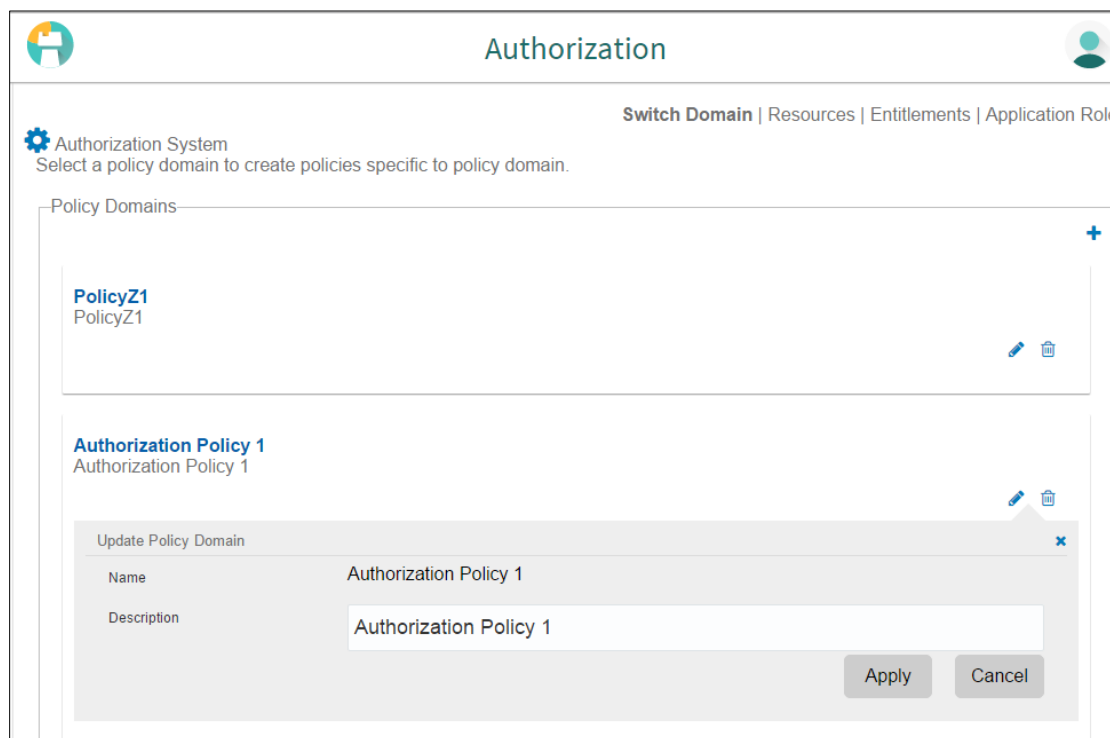 Authorization
Switch Domain | Resources | Entitlements | Application
Authorization System
Select a policy domain to create policies specific to policy domain.
Policy Domains
PolicyZ1
PolicyZ1
Authorization Policy 1
Authorization Policy 1
Update Policy Domain
Name Authorization Policy 1
Description Authorization Policy 1
Apply Cancel